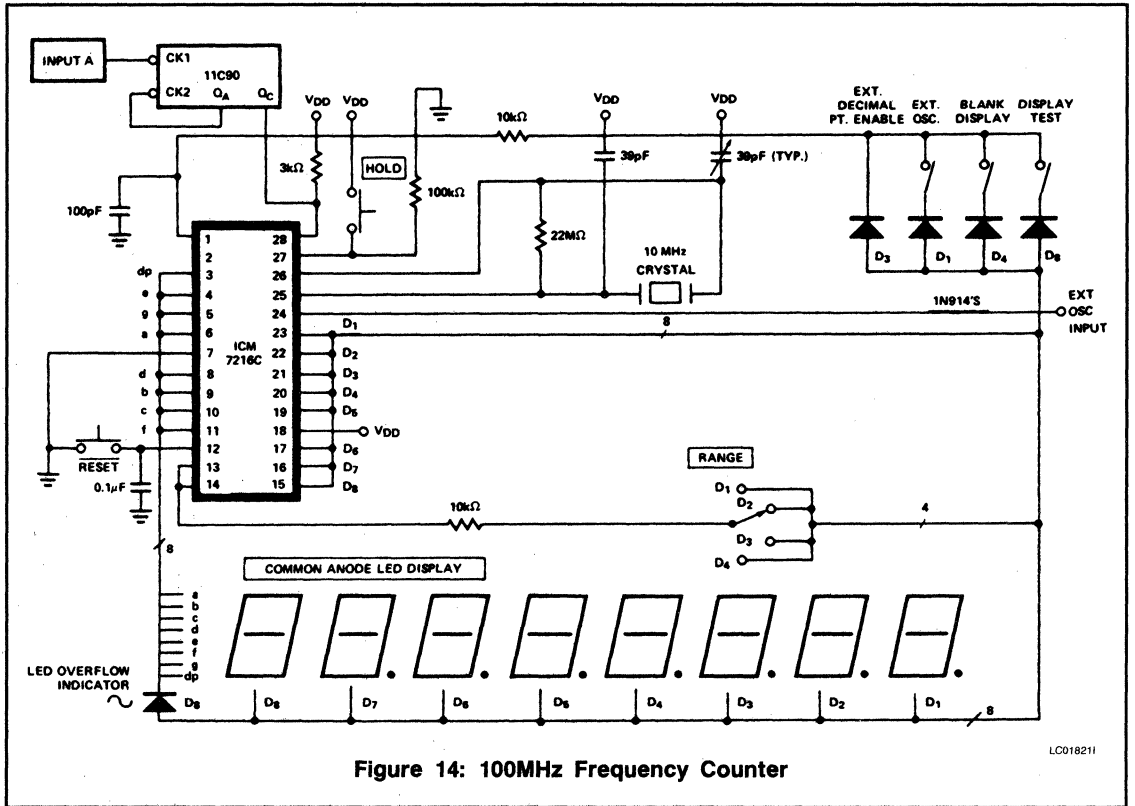 INPUT A
CK1
11C90
CK2 QA QC
VDD VDD
3kΩ
HOLD
100kΩ
10kΩ
VDD VDD
39pF 39pF (TYP.)
22MΩ
10 MHz
CRYSTAL
EXT.
DECIMAL
PT. ENABLE
EXT.
OSC.
BLANK
DISPLAY
DISPLAY
TEST
D3 D1 D4 D8
1N914'S
EXT
OSC
INPUT
100pF
ICM
7216C
1 28
2 27
dp 3 26
e 4 25
g 5 24
a 6 23 D1 8
7 22 D2
d 8 21 D3
b 9 20 D4
c 10 19 D5
f 11 18 VDD
12 17 D6
13 16 D7
14 15 D8
RESET
0.1μF
10kΩ
RANGE
D1
D2
D3
D4
4
8
COMMON ANODE LED DISPLAY
a
b
c
d
e
f
g
dp
LED OVERFLOW
INDICATOR
D8 D8 D7 D6 D5 D4 D3 D2 D1 8
LC01821I
Figure 14: 100MHz Frequency Counter